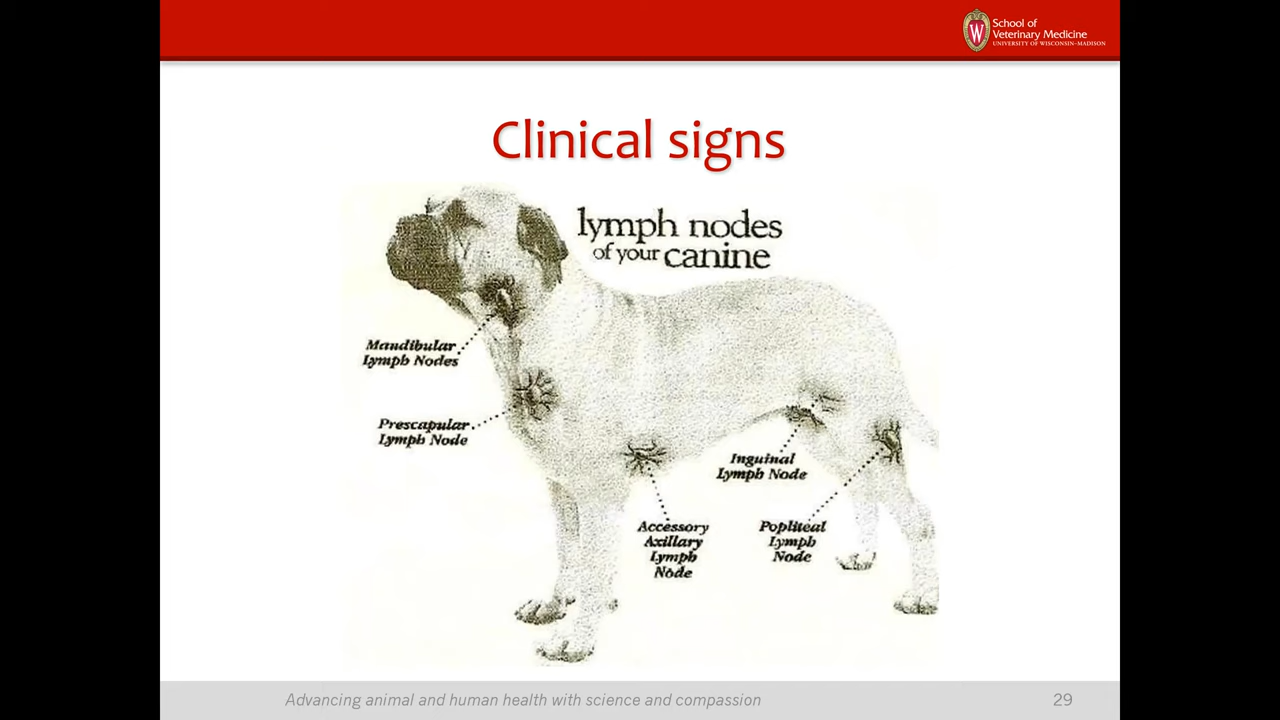 School of
Veterinary Medicine
UNIVERSITY OF WISCONSIN–MADISON
W
Clinical signs
lymph nodes
of your canine
Mandibular
Lymph Nodes
Prescapular
Lymph Node
Inguinal
Lymph Node
Accessory
Axillary
Lymph
Node
Popliteal
Lymph
Node
Advancing animal and human health with science and compassion
29